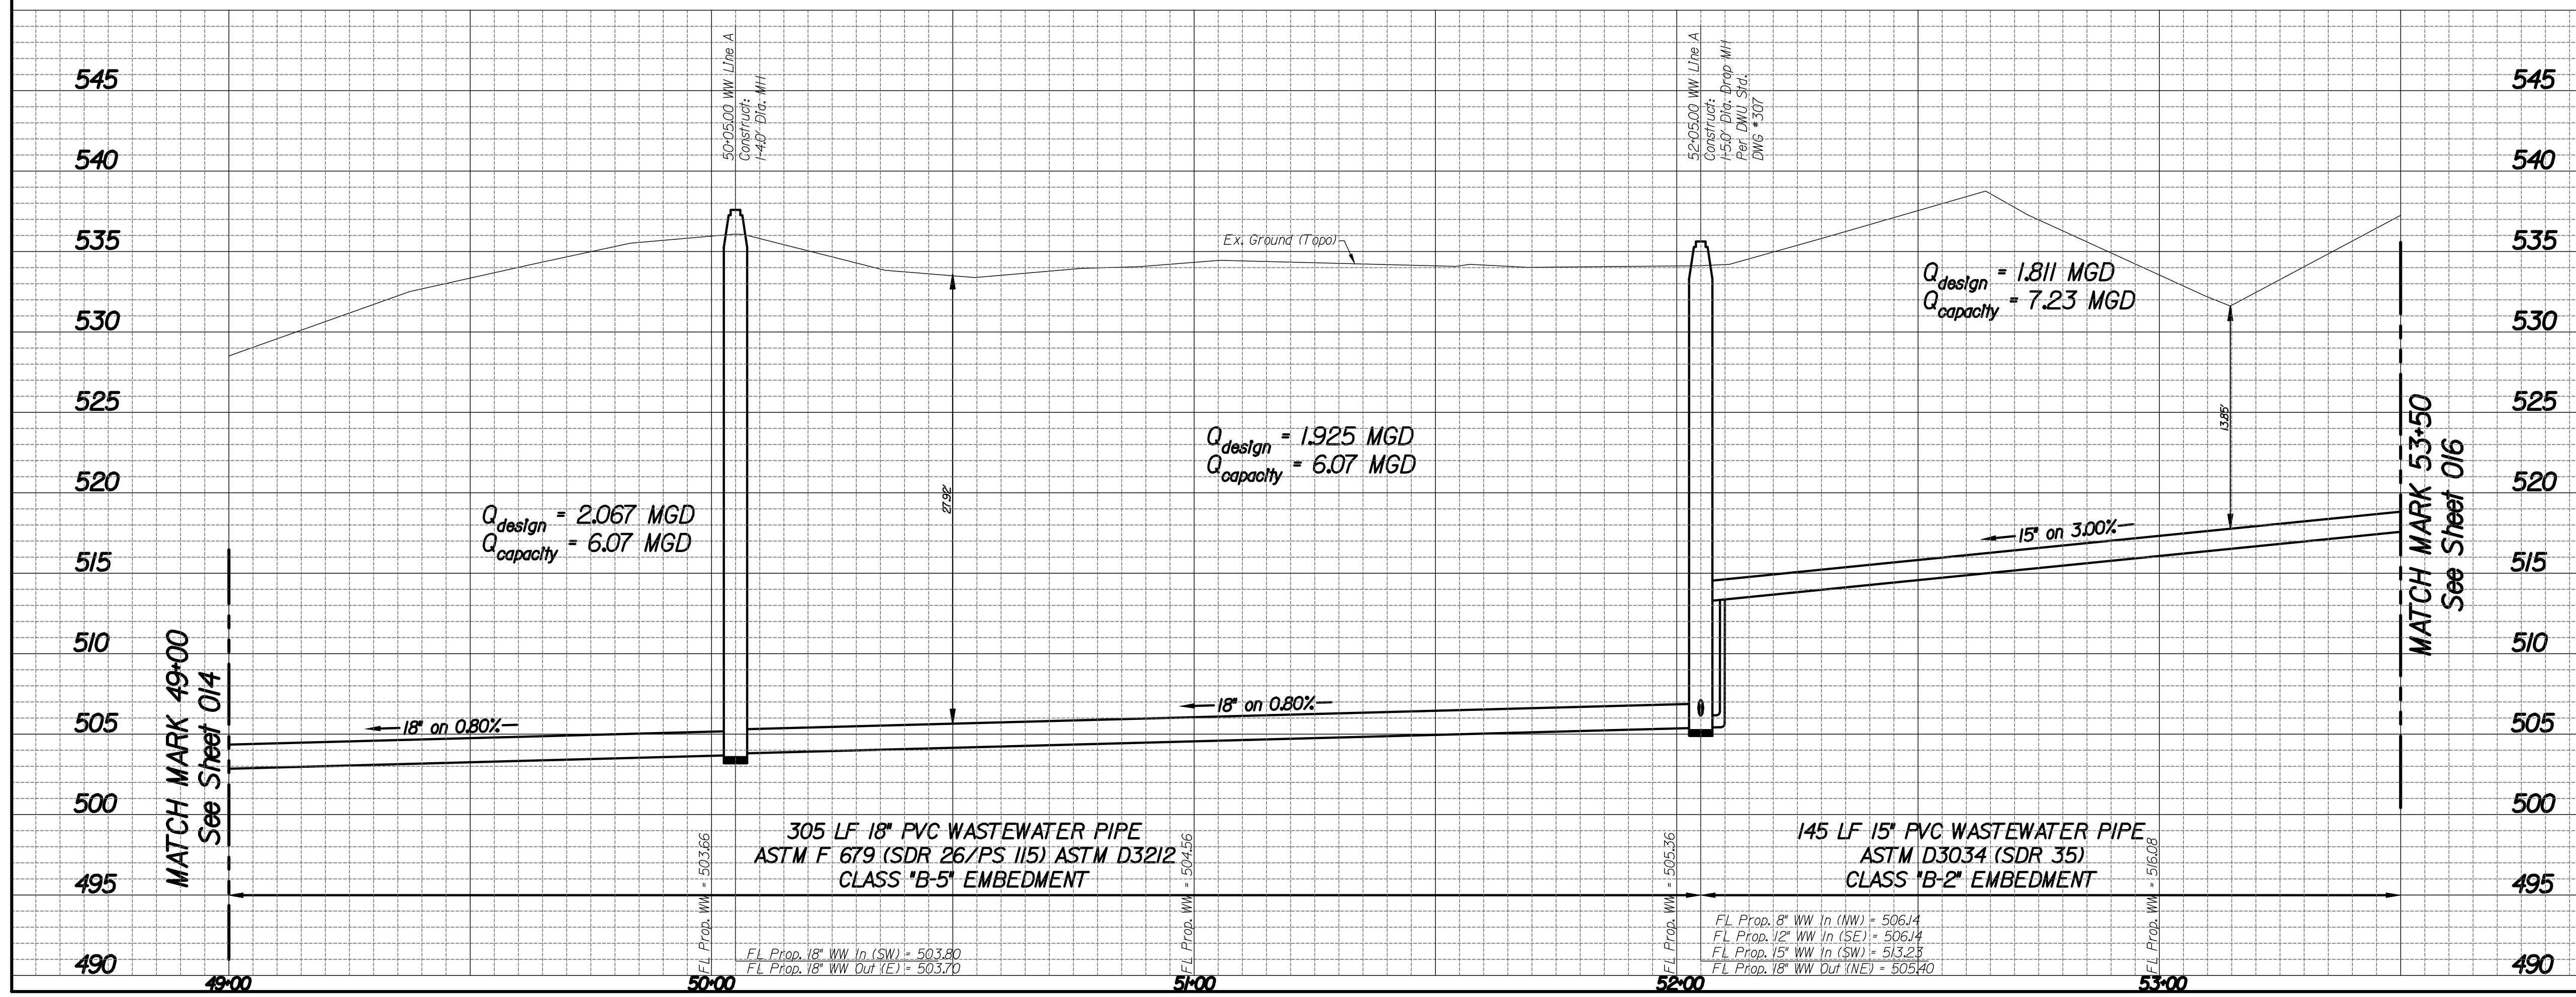 545
540
535
530
525
520
515
510
505
500
495
490
MATCH MARK 49+00
See Sheet 014
50+05.00 WW Line A
Construct:
1-4.0' Dia. MH
52+05.00 WW Line A
Construct:
1-5.0' Dia. Drop MH
Per DWU Std.
DWG #307
Ex. Ground (Topo)
Qdesign = 2.067 MGD
Qcapacity = 6.07 MGD
27.92'
Qdesign = 1.925 MGD
Qcapacity = 6.07 MGD
Qdesign = 1.811 MGD
Qcapacity = 7.23 MGD
13.85'
18" on 0.80%
18" on 0.80%
15" on 3.00%
MATCH MARK 53+50
See Sheet 016
305 LF 18" PVC WASTEWATER PIPE
ASTM F 679 (SDR 26/PS 115) ASTM D3212
CLASS "B-5" EMBEDMENT
145 LF 15" PVC WASTEWATER PIPE
ASTM D3034 (SDR 35)
CLASS "B-2" EMBEDMENT
FL Prop. WW = 503.66
FL Prop. 18" WW In (SW) = 503.80
FL Prop. 18" WW Out (E) = 503.70
FL Prop. WW = 504.56
FL Prop. WW = 505.36
FL Prop. 8" WW In (NW) = 506.14
FL Prop. 12" WW In (SE) = 506.14
FL Prop. 15" WW In (SW) = 513.23
FL Prop. 18" WW Out (NE) = 505.40
FL Prop. WW = 516.08
49+00
50+00
51+00
52+00
53+00
545
540
535
530
525
520
515
510
505
500
495
490